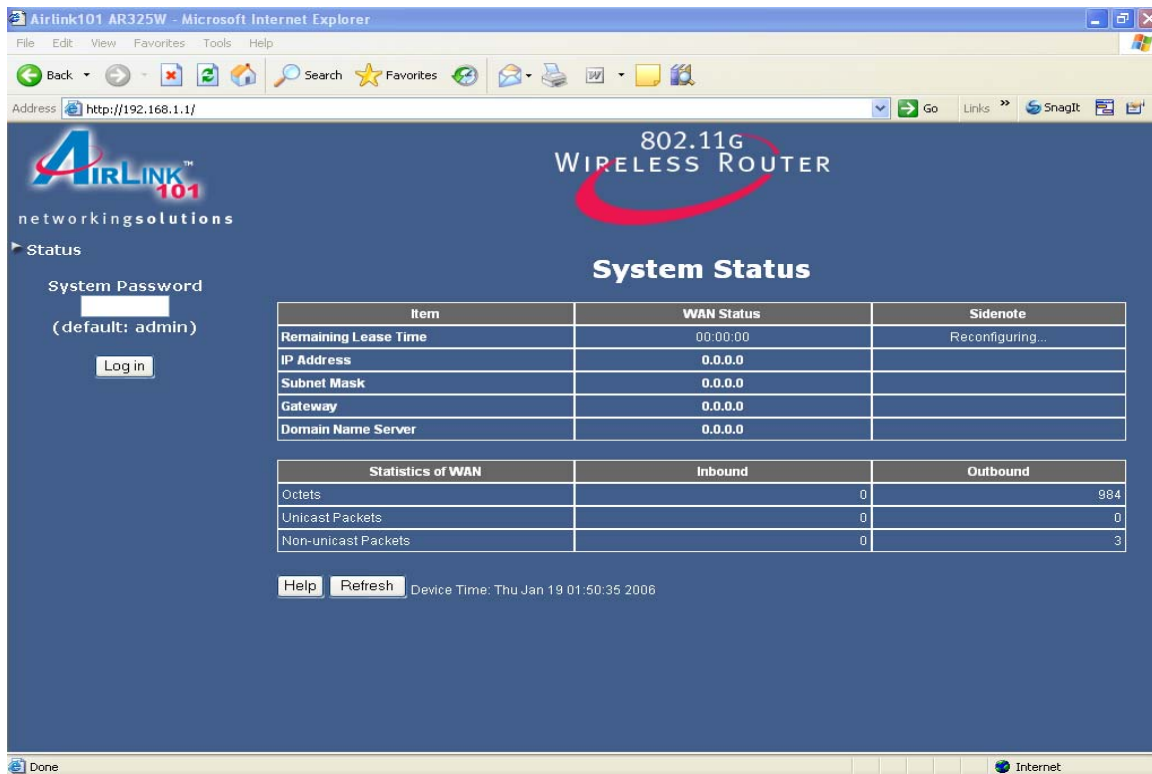 Airlink101 AR325W - Microsoft Internet Explorer
File Edit View Favorites Tools Help
Back Search Favorites
Address http://192.168.1.1/ Go Links » SnagIt
AIRLINK™
101
networkingsolutions
802.11G
WIRELESS ROUTER
Status
System Password
(default: admin)
Log in
System Status
Item WAN Status Sidenote
Remaining Lease Time 00:00:00 Reconfiguring...
IP Address 0.0.0.0
Subnet Mask 0.0.0.0
Gateway 0.0.0.0
Domain Name Server 0.0.0.0
Statistics of WAN Inbound Outbound
Octets 0 984
Unicast Packets 0 0
Non-unicast Packets 0 3
Help Refresh Device Time: Thu Jan 19 01:50:35 2006
Done Internet